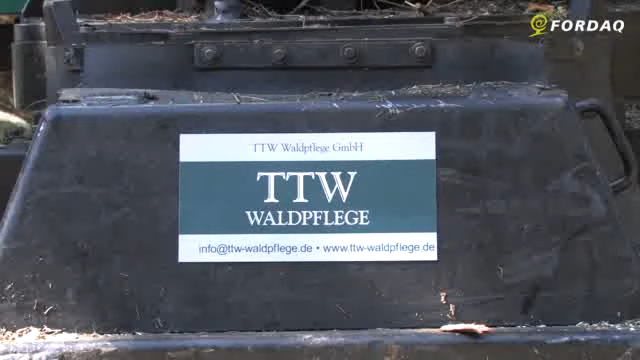 FORDAQ
TTW Waldpflege GmbH
TTW
WALDPFLEGE
info@ttw-waldpflege.de • www.ttw-waldpflege.de